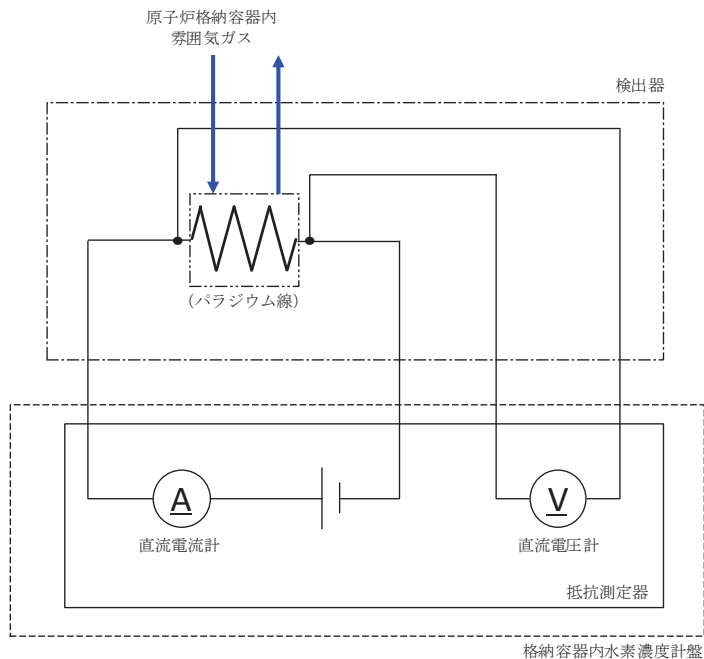 原子炉格納容器内
雰囲気ガス
検出器
(パラジウム線)
A
V
直流電流計
直流電圧計
抵抗測定器
格納容器内水素濃度計盤